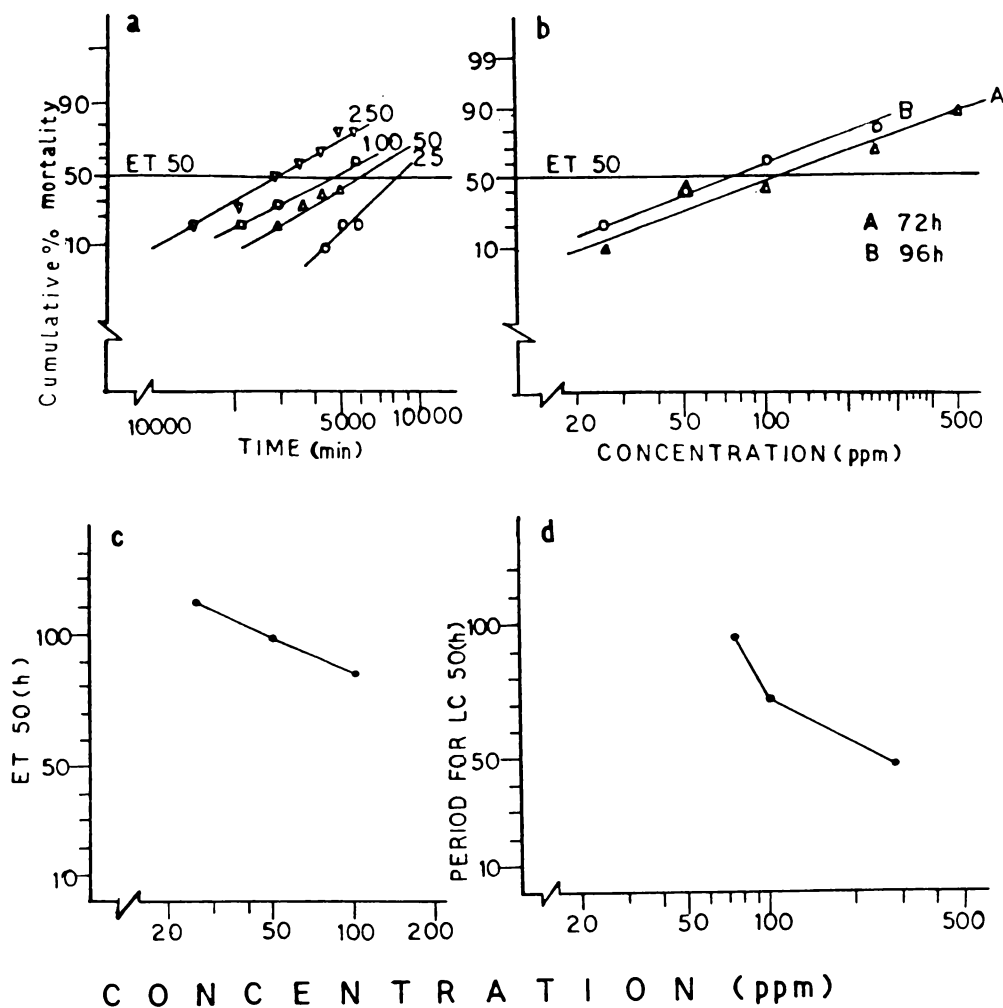 a
Cumulative % mortality
90
50
10
ET 50
250
100
50
25
10000
5000
10000
TIME (min)
b
99
90
50
10
ET 50
A
B
A 72h
B 96h
20
50
100
500
CONCENTRATION (ppm)
c
ET 50 (h)
100
50
10
20
50
100
200
d
PERIOD FOR LC 50(h)
100
50
10
20
50
100
500
CONCENTRATION (ppm)